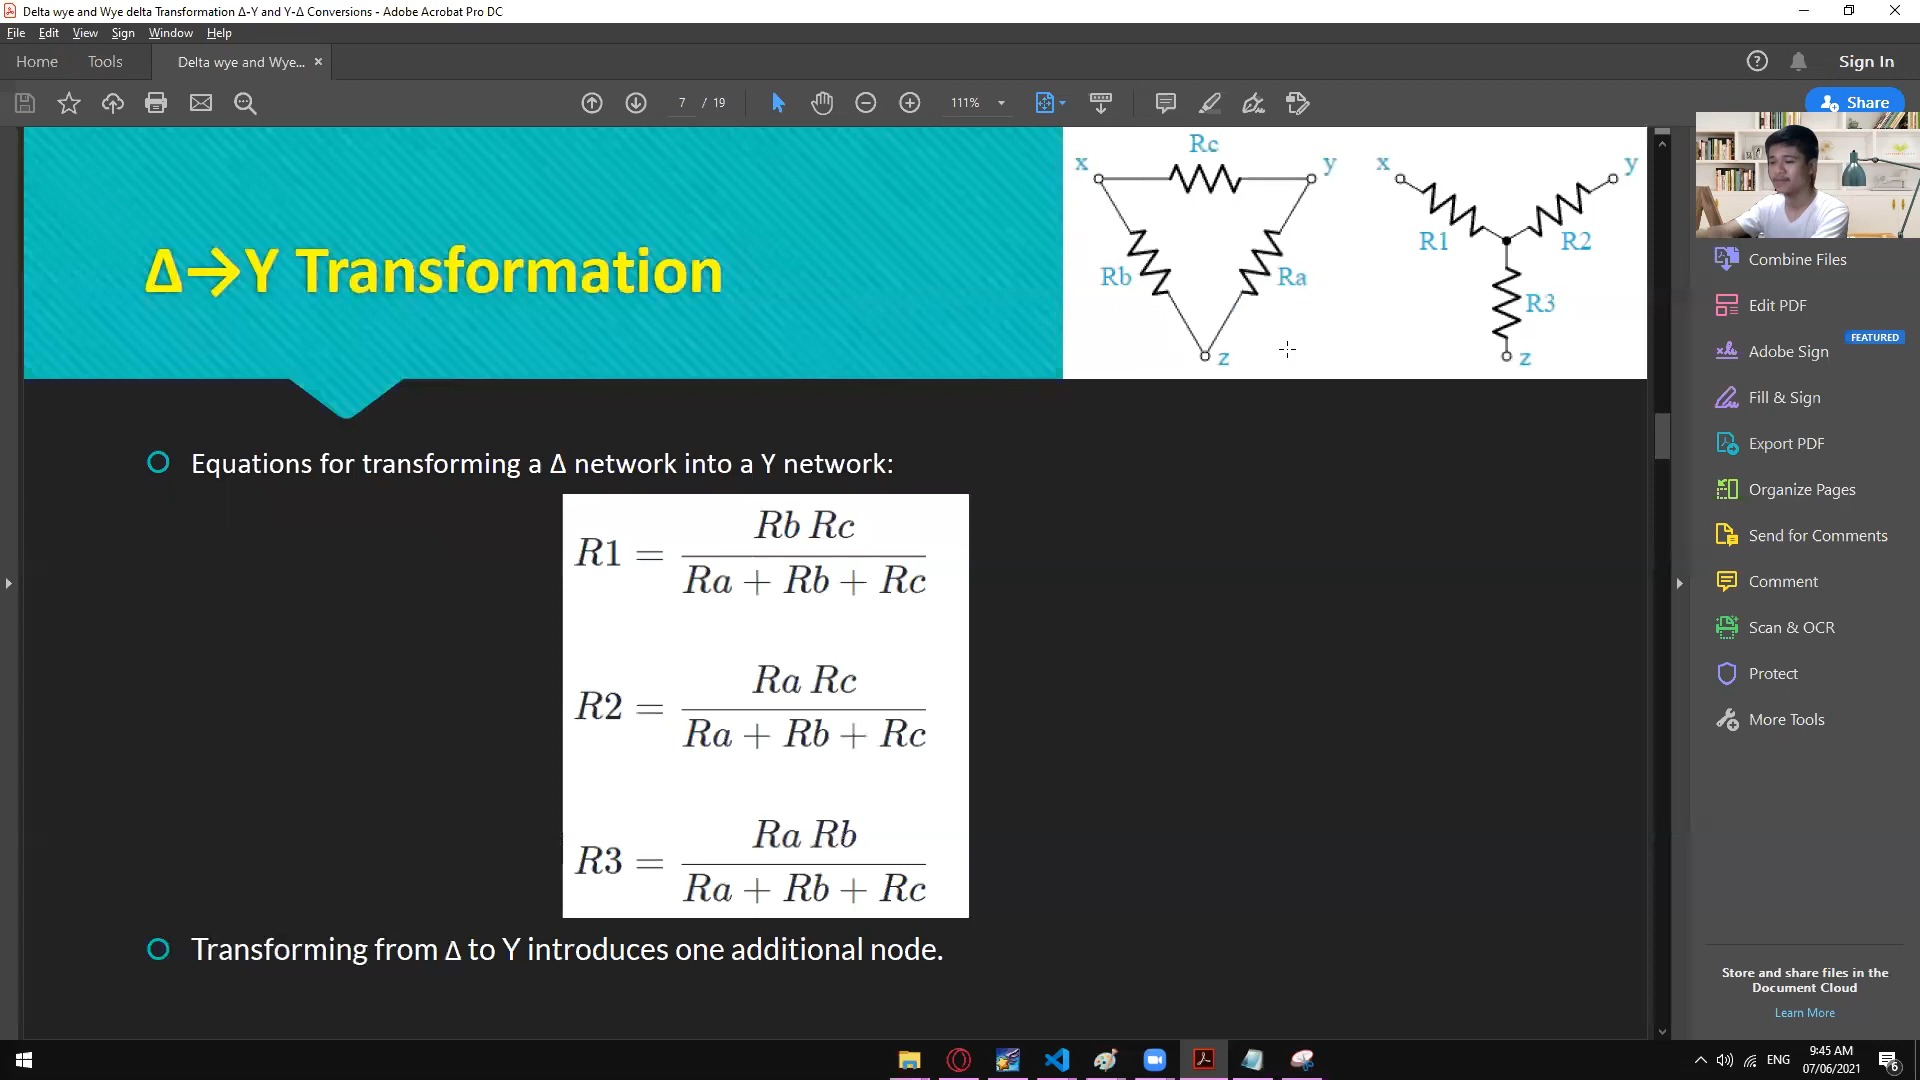 Delta wye and Wye delta Transformation Δ-Y and Y-Δ Conversions - Adobe Acrobat Pro DC
File Edit View Sign Window Help
Home Tools Delta wye and Wye... ×
Sign In
7 / 19
111%
Share
Δ→Y Transformation
x Rc y
Rb Ra
z
x y
R1 R2
R3
z
Equations for transforming a Δ network into a Y network:
R1 = Rb Rc / Ra + Rb + Rc
R2 = Ra Rc / Ra + Rb + Rc
R3 = Ra Rb / Ra + Rb + Rc
Transforming from Δ to Y introduces one additional node.
Combine Files
Edit PDF
FEATURED
Adobe Sign
Fill & Sign
Export PDF
Organize Pages
Send for Comments
Comment
Scan & OCR
Protect
More Tools
Store and share files in the
Document Cloud
Learn More
ENG
9:45 AM
07/06/2021
6